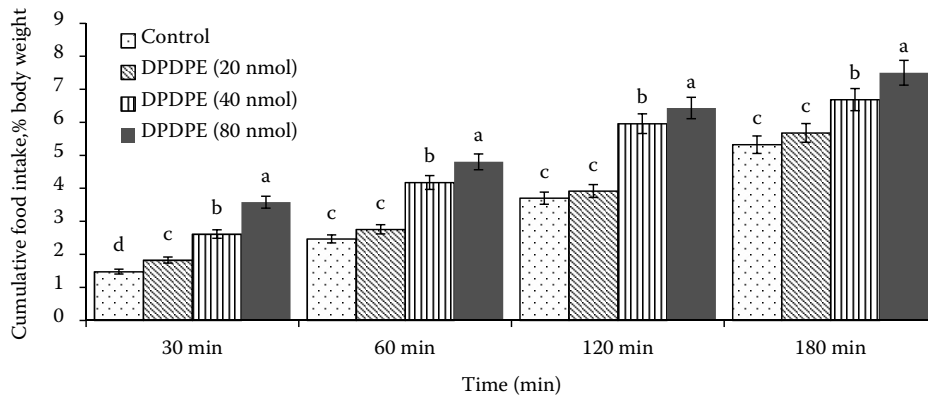 Cumulative food intake,% body weight
9
8
7
6
5
4
3
2
1
0
Control
DPDPE (20 nmol)
DPDPE (40 nmol)
DPDPE (80 nmol)
d
c
b
a
c
c
b
a
c
c
b
a
c
c
b
a
30 min
60 min
120 min
180 min
Time (min)